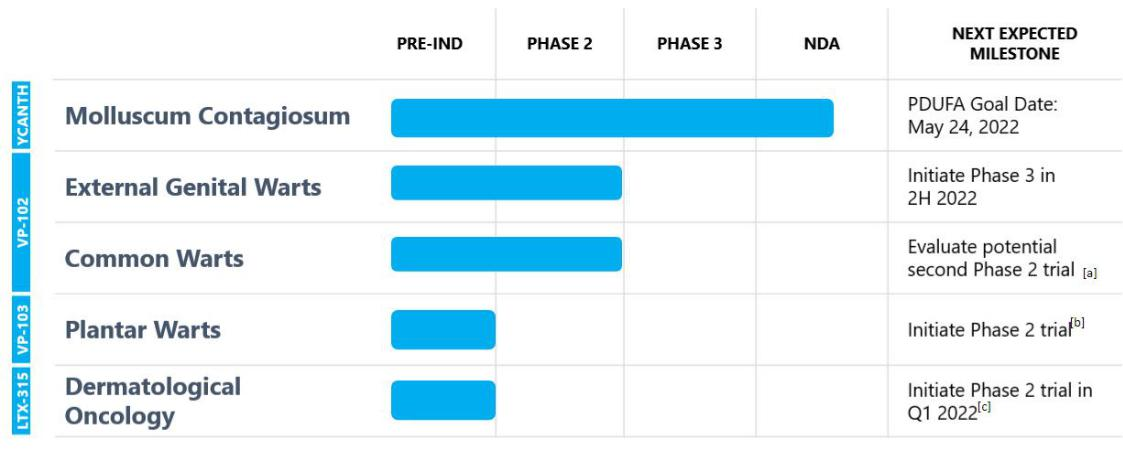 PRE-IND PHASE 2 PHASE 3 NDA NEXT EXPECTED
MILESTONE
YCANTH
Molluscum Contagiosum
PDUFA Goal Date:
May 24, 2022
VP-102
External Genital Warts
Initiate Phase 3 in
2H 2022
Common Warts
Evaluate potential
second Phase 2 trial [a]
VP-103
Plantar Warts
Initiate Phase 2 trial[b]
LTX-315
Dermatological
Oncology
Initiate Phase 2 trial in
Q1 2022[c]